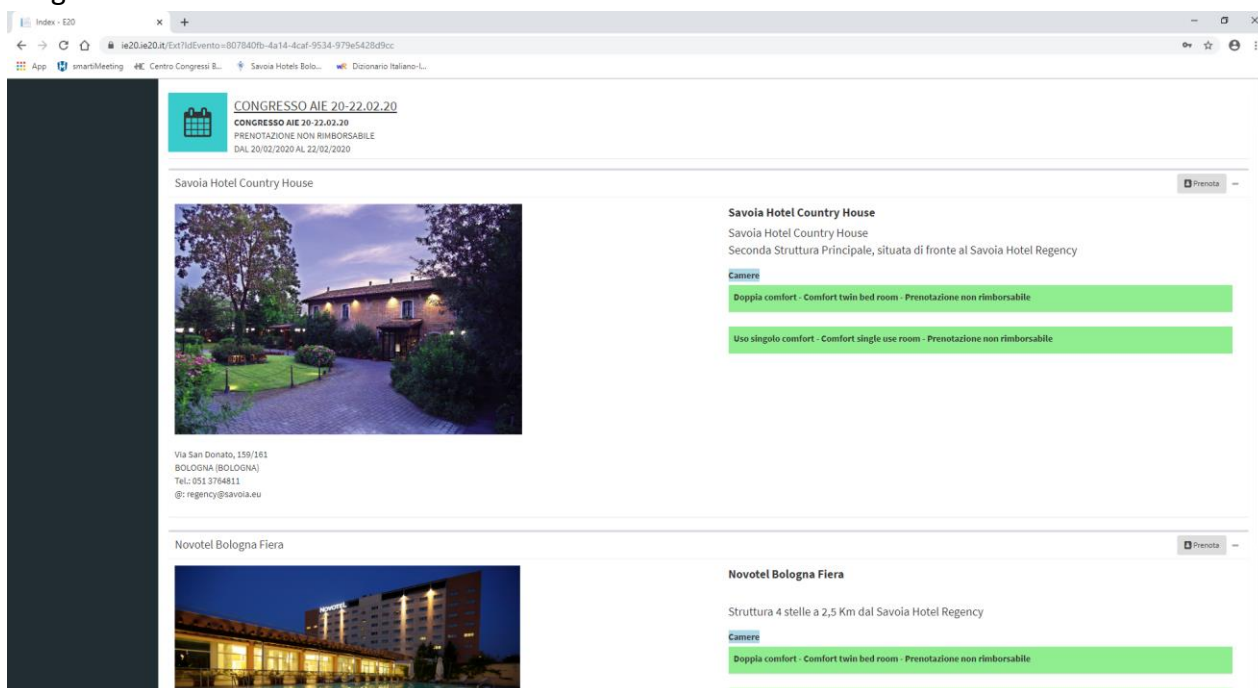 Index - E20
ie20.ie20.it/Ext?IdEvento=807840fb-4a14-4caf-9534-979e5428d9cc
App smartiMeeting Centro Congressi B... Savoia Hotels Bolo... Dizionario Italiano-I...
CONGRESSO AIE 20-22.02.20
CONGRESSO AIE 20-22.02.20
PRENOTAZIONE NON RIMBORSABILE
DAL 20/02/2020 AL 22/02/2020
Savoia Hotel Country House
Prenota
Savoia Hotel Country House
Savoia Hotel Country House
Seconda Struttura Principale, situata di fronte al Savoia Hotel Regency
Camere
Doppia comfort - Comfort twin bed room - Prenotazione non rimborsabile
Uso singolo comfort - Comfort single use room - Prenotazione non rimborsabile
Via San Donato, 159/161
BOLOGNA (BOLOGNA)
Tel.: 051 3764811
@: regency@savoia.eu
Novotel Bologna Fiera
Prenota
NOVOTEL
Novotel Bologna Fiera
Struttura 4 stelle a 2,5 Km dal Savoia Hotel Regency
Camere
Doppia comfort - Comfort twin bed room - Prenotazione non rimborsabile